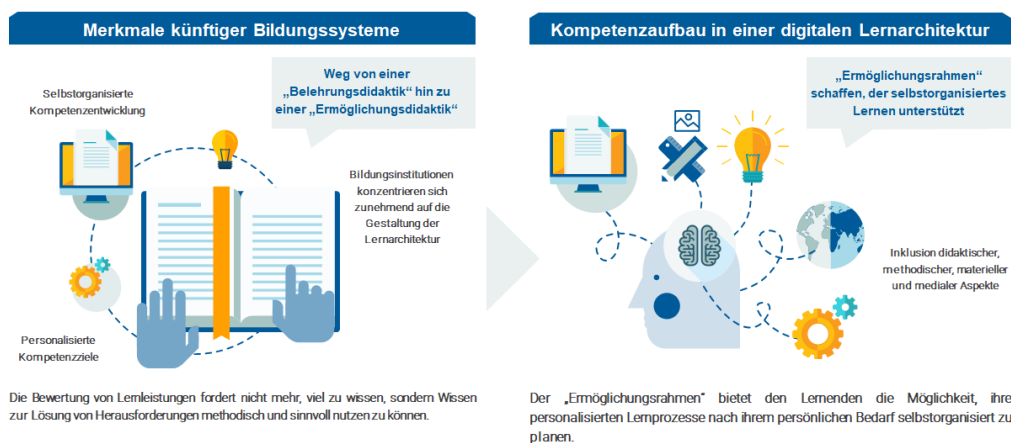 Merkmale künftiger Bildungssysteme
Weg von einer
„Belehrungsdidaktik“ hin zu
einer „Ermöglichungsdidaktik“
Selbstorganisierte
Kompetenzentwicklung
Bildungsinstitutionen
konzentrieren sich
zunehmend auf die
Gestaltung der
Lernarchitektur
Personalisierte
Kompetenzziele
Die Bewertung von Lernleistungen fordert nicht mehr, viel zu wissen, sondern Wissen
zur Lösung von Herausforderungen methodisch und sinnvoll nutzen zu können.
Kompetenzaufbau in einer digitalen Lernarchitektur
„Ermöglichungsrahmen“
schaffen, der selbstorganisiertes
Lernen unterstützt
Inklusion didaktischer,
methodischer, materieller
und medialer Aspekte
Der „Ermöglichungsrahmen“ bietet den Lernenden die Möglichkeit, ihre
personalisierten Lernprozesse nach ihrem persönlichen Bedarf selbstorganisiert zu
planen.